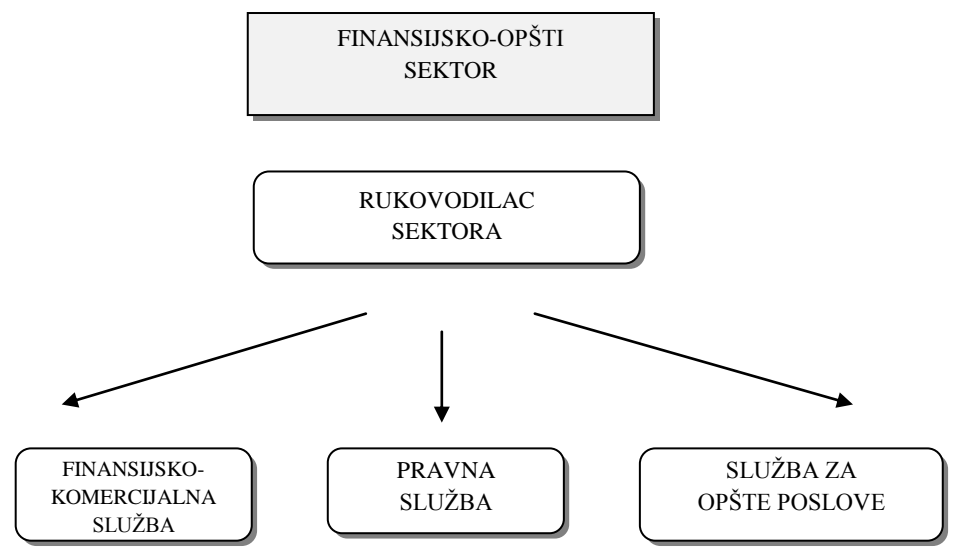 FINANSIJSKO-OPŠTI
SEKTOR
RUKOVODILAC
SEKTORA
FINANSIJSKO-
KOMERCIJALNA
SLUŽBA
PRAVNA
SLUŽBA
SLUŽBA ZA
OPŠTE POSLOVE